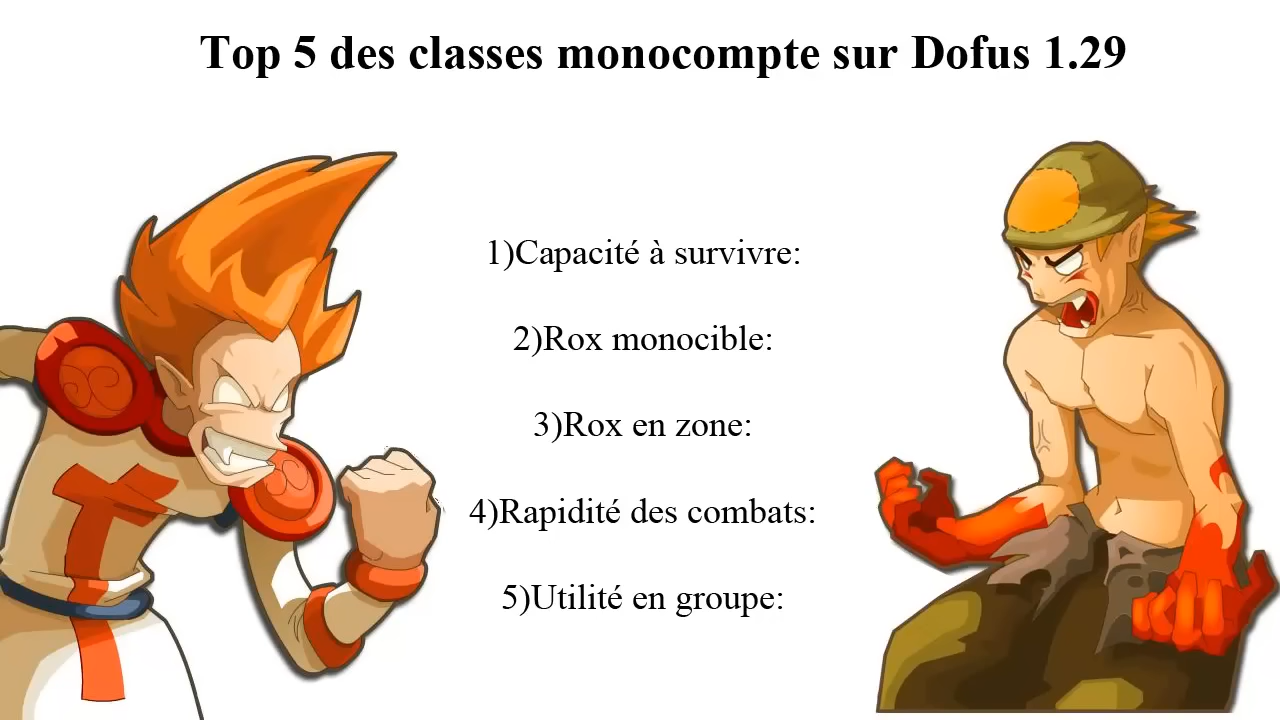 Top 5 des classes monocompte sur Dofus 1.29
1)Capacité à survivre:
2)Rox monocible:
3)Rox en zone:
4)Rapidité des combats:
5)Utilité en groupe: